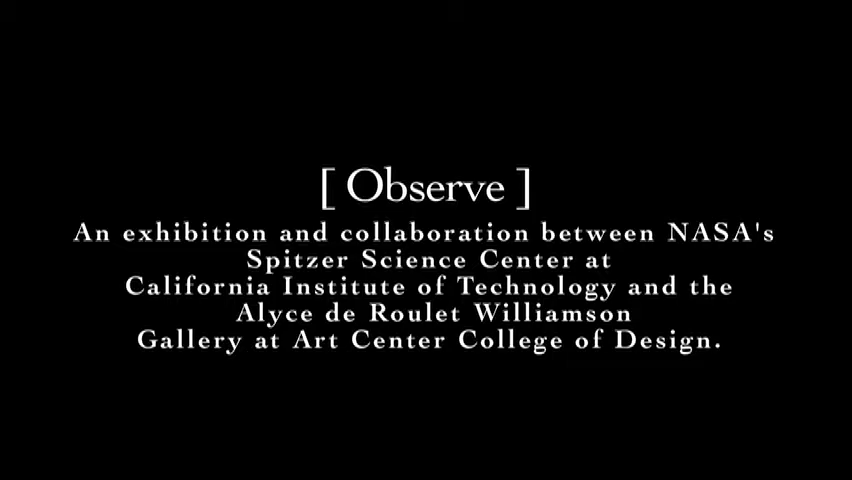 [ Observe ]
An exhibition and collaboration between NASA's
Spitzer Science Center at
California Institute of Technology and the
Alyce de Roulet Williamson
Gallery at Art Center College of Design.